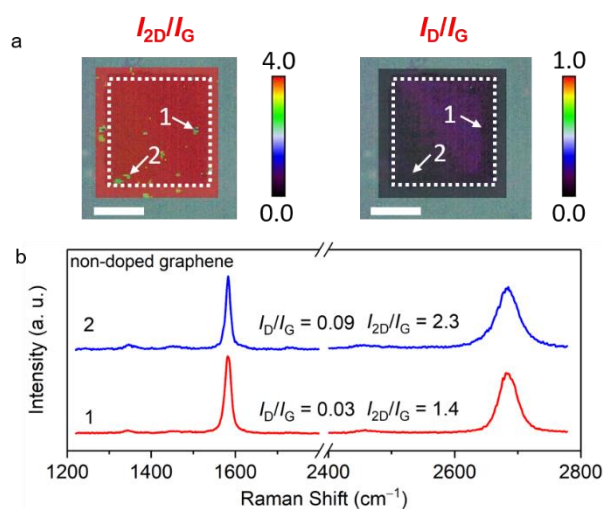 I2D/IG
ID/IG
a
4.0
1.0
1
1
2
2
0.0
0.0
b
non-doped graphene
2
ID/IG = 0.09
I2D/IG = 2.3
1
ID/IG = 0.03
I2D/IG = 1.4
Intensity (a. u.)
1200
1400
1600
2400
2600
2800
Raman Shift (cm−1)